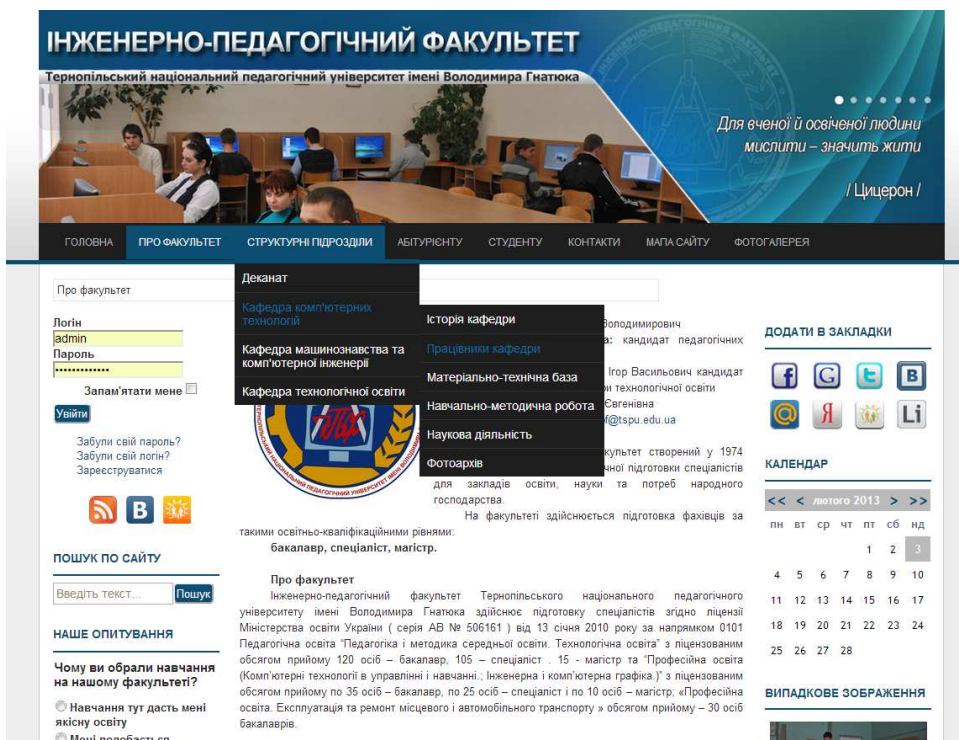 ІНЖЕНЕРНО-ПЕДАГОГІЧНИЙ ФАКУЛЬТЕТ
Тернопільський національний педагогічний університет імені Володимира Гнатюка
Для вченої й освіченої людини
мислити – значить жити
/ Цицерон /
ГОЛОВНА ПРО ФАКУЛЬТЕТ СТРУКТУРНІ ПІДРОЗДІЛИ АБІТУРІЄНТУ СТУДЕНТУ КОНТАКТИ МАПА САЙТУ ФОТОГАЛЕРЕЯ
Про факультет
Логін
admin
Пароль
•••••••••••••
Запам'ятати мене
Увійти
Забули свій пароль?
Забули свій логін?
Зареєструватися
ПОШУК ПО САЙТУ
Введіть текст... Пошук
НАШЕ ОПИТУВАННЯ
Чому ви обрали навчання
на нашому факультеті?
Навчання тут дасть мені
якісну освіту
Мені подобається
Деканат
Кафедра комп'ютерних
технологій
Кафедра машинознавства та
комп'ютерної інженерії
Кафедра технологічної освіти
Історія кафедри
Працівники кафедри
Матеріально-технічна база
Навчально-методична робота
Наукова діяльність
Фотоархів
Володимирович
кандидат педагогічних
Ігор Васильович кандидат
технологічної освіти
Євгенівна
@tspu.edu.ua
створений у 1974
підготовки спеціалістів
для закладів освіти, науки та потреб народного
господарства.
На факультеті здійснюється підготовка фахівців за
такими освітньо-кваліфікаційними рівнями:
бакалавр, спеціаліст, магістр.
Про факультет
Інженерно-педагогічний факультет Тернопільського національного педагогічного
університету імені Володимира Гнатюка здійснює підготовку спеціалістів згідно ліцензії
Міністерства освіти України ( серія АВ № 506161 ) від 13 січня 2010 року за напрямком 0101
Педагогічна освіта “Педагогіка і методика середньої освіти. Технологічна освіта” з ліцензованим
обсягом прийому 120 осіб – бакалавр, 105 – спеціаліст . 15 - магістр та “Професійна освіта
(Комп'ютерні технології в управлінні і навчанні.; Інженерна і комп'ютерна графіка.)” з ліцензованим
обсягом прийому по 35 осіб – бакалавр, по 25 осіб – спеціаліст і по 10 осіб – магістр; «Професійна
освіта. Експлуатація та ремонт місцевого і автомобільного транспорту » обсягом прийому – 30 осіб
бакалаврів.
ДОДАТИ В ЗАКЛАДКИ
КАЛЕНДАР
<< < лютого 2013 > >>
пн вт ср чт пт сб нд
1 2 3
4 5 6 7 8 9 10
11 12 13 14 15 16 17
18 19 20 21 22 23 24
25 26 27 28
ВИПАДКОВЕ ЗОБРАЖЕННЯ